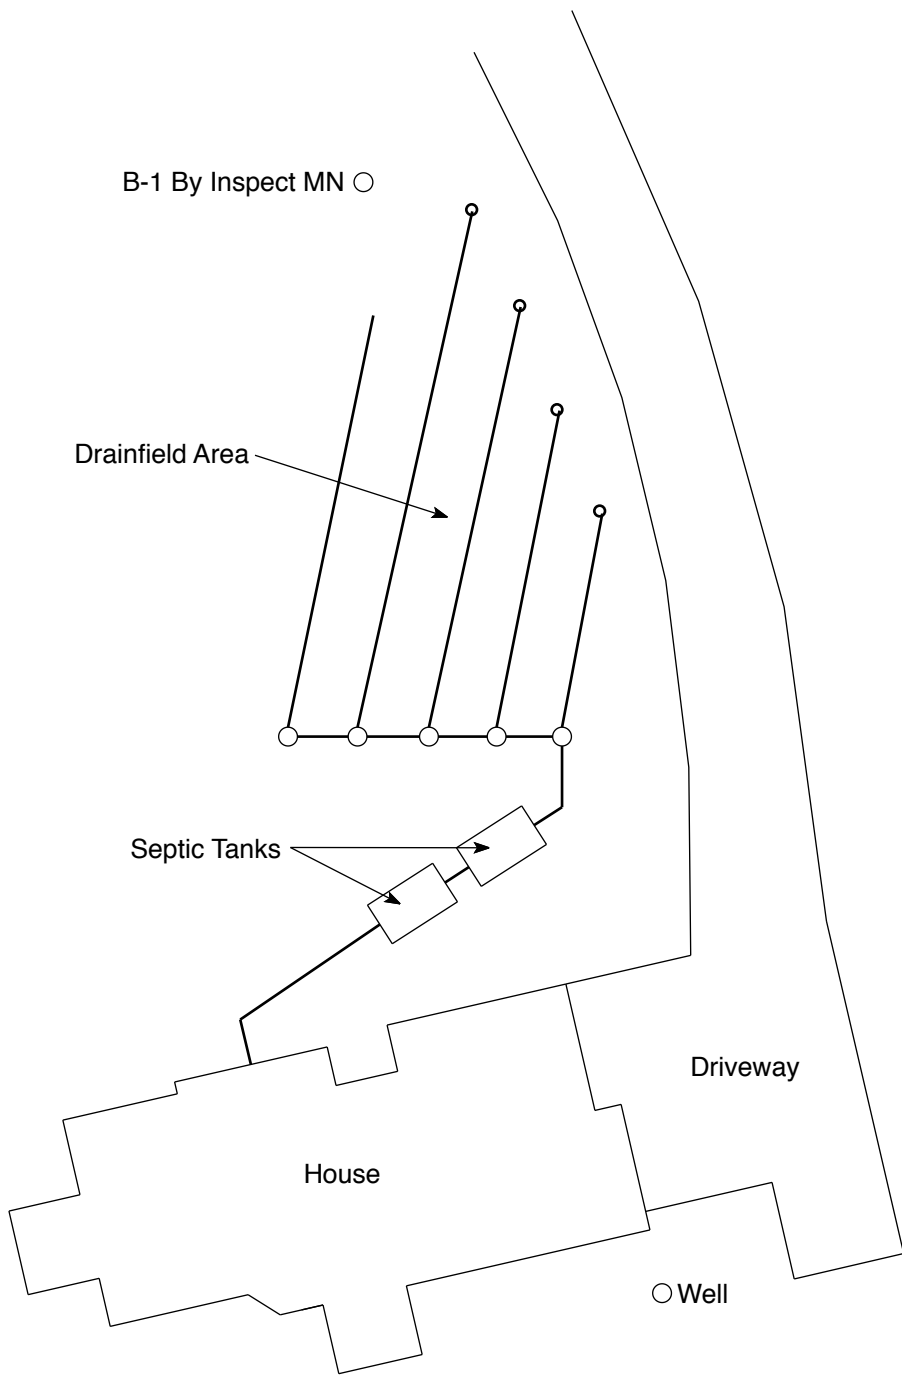 B-1 By Inspect MN
Drainfield Area
Septic Tanks
Driveway
House
Well